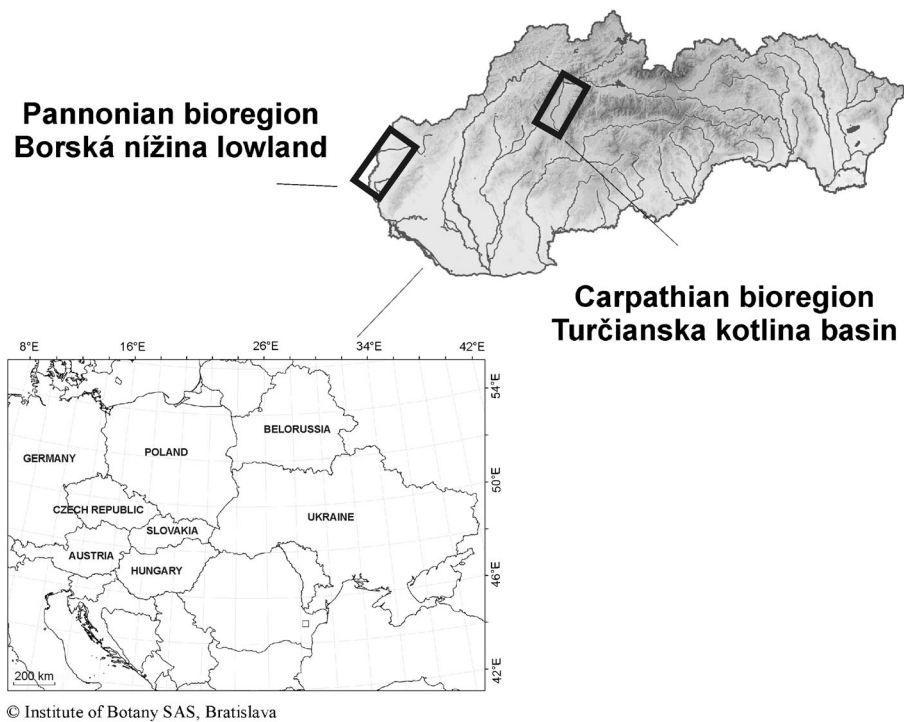 Pannonian bioregion
Borská nížina lowland
Carpathian bioregion
Turčianska kotlina basin
8°E 16°E 26°E 34°E 42°E
54°E
50°E
46°E
42°E
BELORUSSIA
GERMANY
POLAND
CZECH REPUBLIC
UKRAINE
SLOVAKIA
AUSTRIA
HUNGARY
200 km
© Institute of Botany SAS, Bratislava